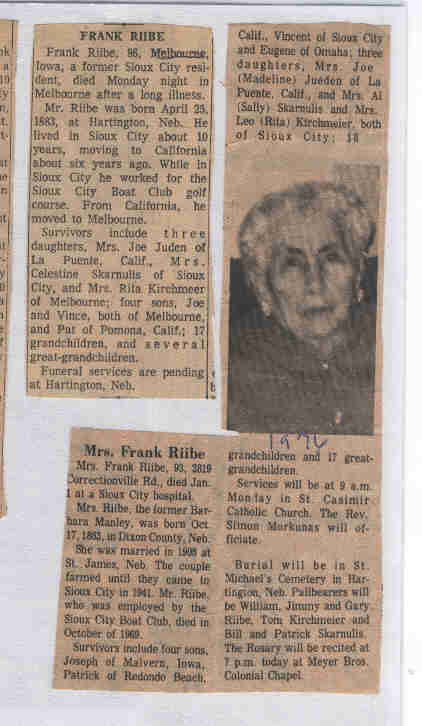 FRANK RIIBE
Frank Riibe, 86, Melbourne,
Iowa, a former Sioux City resi-
dent, died Monday night in
Melbourne after a long illness.
Mr. Riibe was born April 25,
1883, at Hartington, Neb. He
lived in Sioux City about 10
years, moving to California
about six years ago. While in
Sioux City he worked for the
Sioux City Boat Club golf
course. From California, he
moved to Melbourne.
Survivors include three
daughters, Mrs. Joe Juden of
La Puente, Calif., Mrs.
Celestine Skarnulis of Sioux
City, and Mrs. Rita Kirchmeer
of Melbourne; four sons, Joe
and Vince, both of Melbourne,
and Pat of Pomona, Calif.; 17
grandchildren, and several
great-grandchildren.
Funeral services are pending
at Hartington, Neb.
Mrs. Frank Riibe
Mrs. Frank Riibe, 93, 3819
Correctionville Rd., died Jan.
1 at a Sioux City hospital.
Mrs. Riibe, the former Bar-
bara Manley, was born Oct.
17, 1883, in Dixon County, Neb.
She was married in 1908 at
St. James, Neb. The couple
farmed until they came to
Sioux City in 1941. Mr. Riibe,
who was employed by the
Sioux City Boat Club, died in
October of 1969.
Survivors include four sons,
Joseph of Malvern, Iowa,
Patrick of Redondo Beach,
Calif., Vincent of Sioux City
and Eugene of Omaha; three
daughters, Mrs. Joe
(Madeline) Jueden of La
Puente, Calif., and Mrs. Al
(Sally) Skarnulis and Mrs.
Leo (Rita) Kirchmeier, both
of Sioux City; 18
1976
grandchildren and 17 great-
grandchildren.
Services will be at 9 a.m.
Monday in St. Casimir
Catholic Church. The Rev.
Simon Morkunas will of-
ficiate.
Burial will be in St.
Michael's Cemetery in Har-
tington, Neb. Pallbearers will
be William, Jimmy and Gary
Riibe, Tom Kirchmeier and
Bill and Patrick Skarnulis.
The Rosary will be recited at
7 p.m. today at Meyer Bros.
Colonial Chapel.